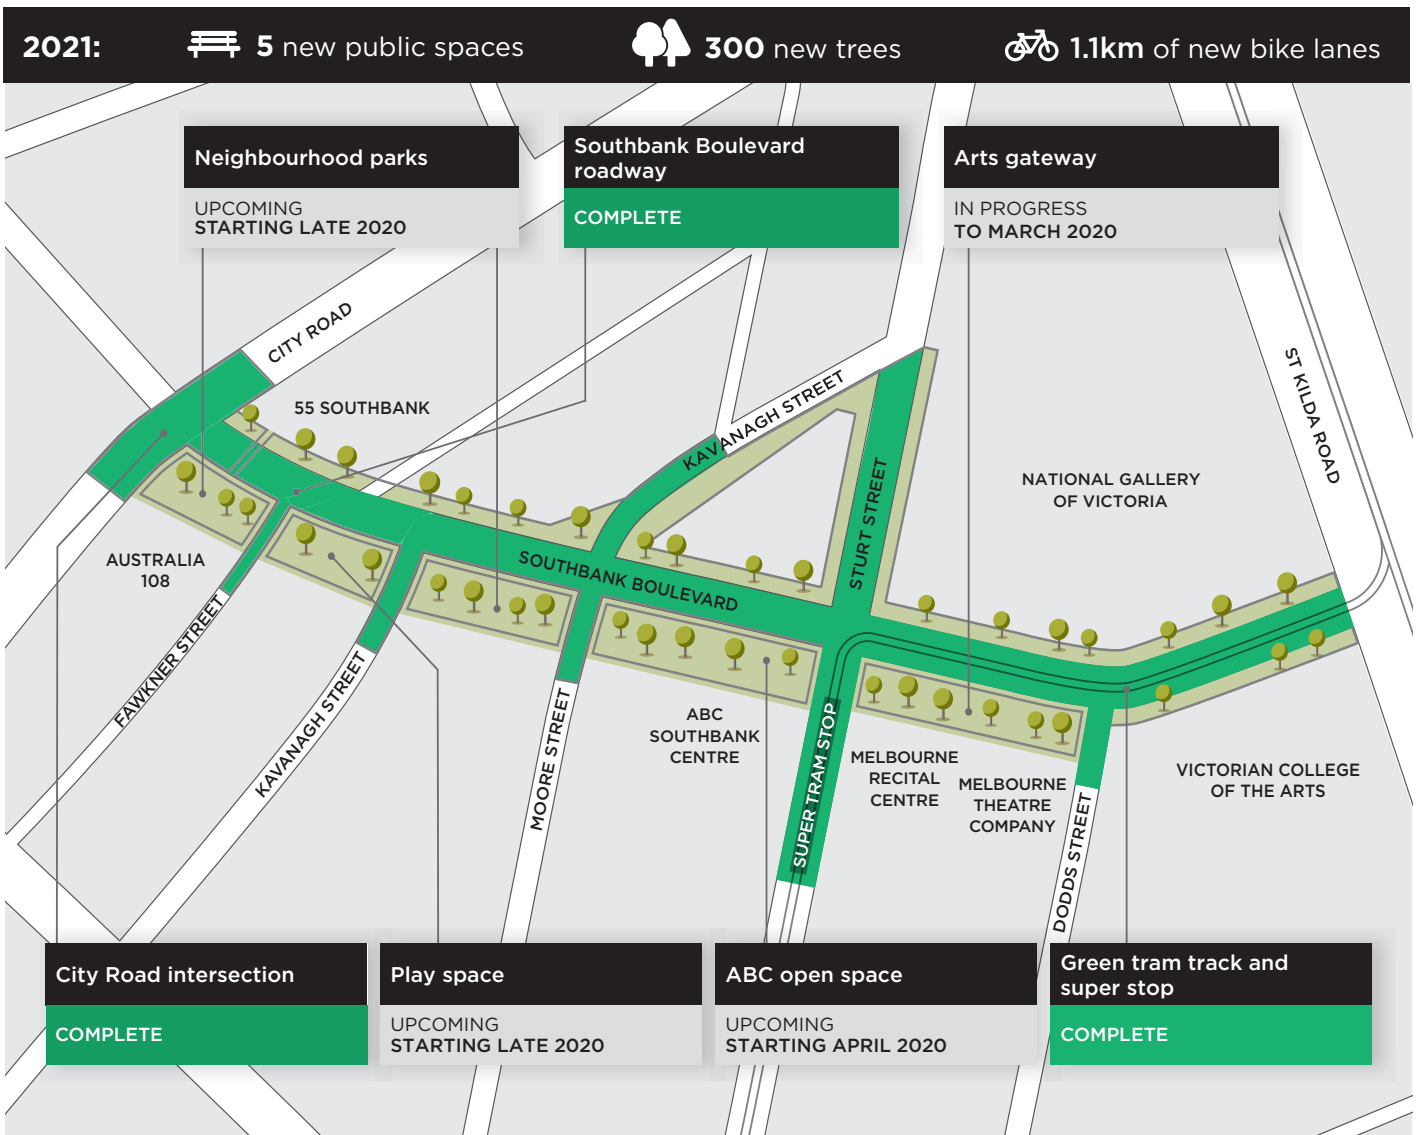 2021:
5 new public spaces
300 new trees
1.1km of new bike lanes
Neighbourhood parks
UPCOMING
STARTING LATE 2020
Southbank Boulevard
roadway
COMPLETE
Arts gateway
IN PROGRESS
TO MARCH 2020
CITY ROAD
55 SOUTHBANK
KAVANAGH STREET
ST KILDA ROAD
NATIONAL GALLERY
OF VICTORIA
STURT STREET
SOUTHBANK BOULEVARD
AUSTRALIA
108
FAWKNER STREET
KAVANAGH STREET
MOORE STREET
ABC
SOUTHBANK
CENTRE
SUPER TRAM STOP
MELBOURNE
RECITAL
CENTRE
MELBOURNE
THEATRE
COMPANY
DODDS STREET
VICTORIAN COLLEGE
OF THE ARTS
City Road intersection
COMPLETE
Play space
UPCOMING
STARTING LATE 2020
ABC open space
UPCOMING
STARTING APRIL 2020
Green tram track and
super stop
COMPLETE